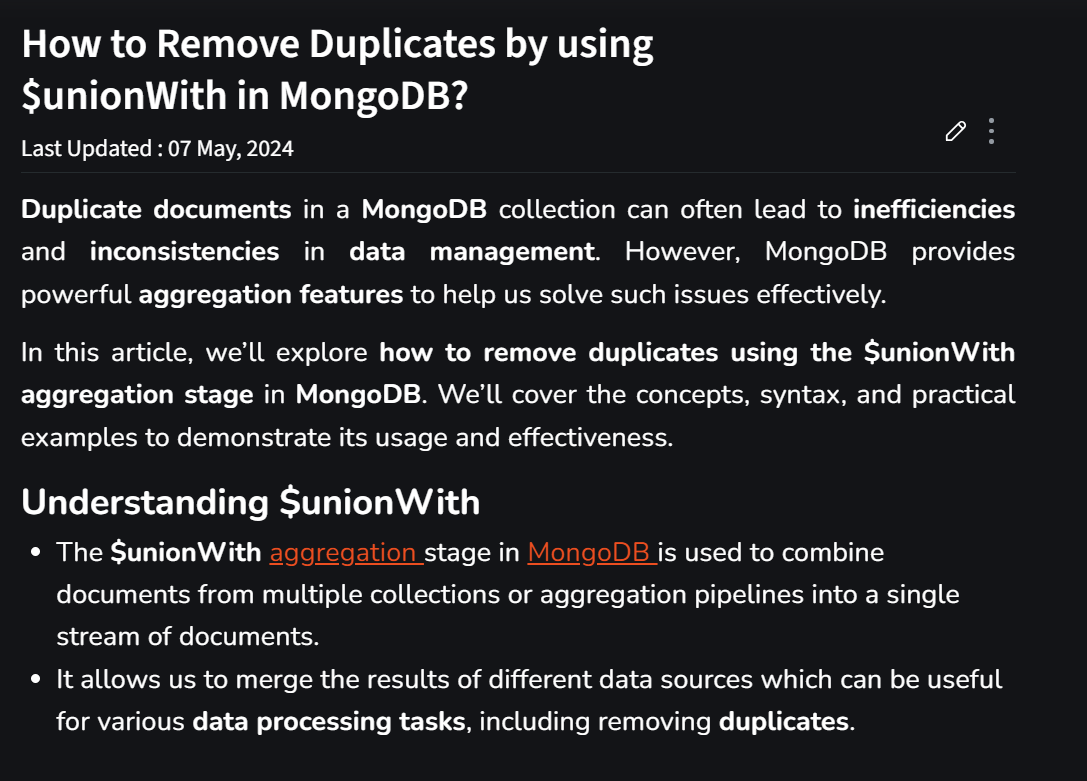 How to Remove Duplicates by using
$unionWith in MongoDB?
Last Updated : 07 May, 2024
Duplicate documents in a MongoDB collection can often lead to inefficiencies
and inconsistencies in data management. However, MongoDB provides
powerful aggregation features to help us solve such issues effectively.
In this article, we’ll explore how to remove duplicates using the $unionWith
aggregation stage in MongoDB. We’ll cover the concepts, syntax, and practical
examples to demonstrate its usage and effectiveness.
Understanding $unionWith
• The $unionWith aggregation stage in MongoDB is used to combine
documents from multiple collections or aggregation pipelines into a single
stream of documents.
• It allows us to merge the results of different data sources which can be useful
for various data processing tasks, including removing duplicates.